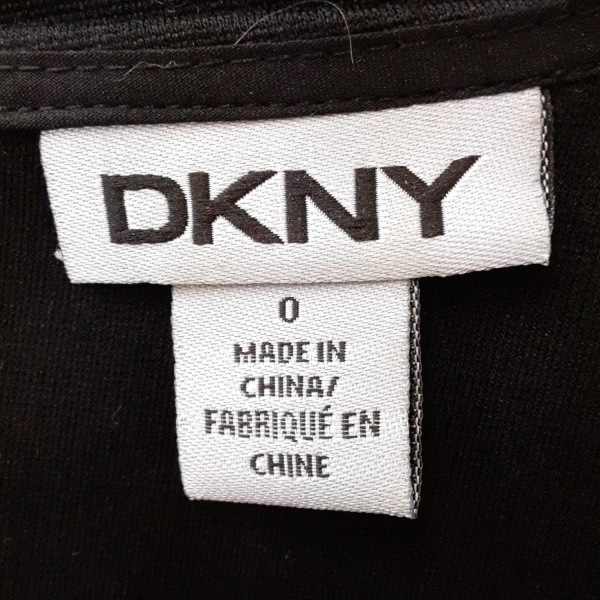 DKNY
0
MADE IN
CHINA/
FABRIQUÉ EN
CHINE